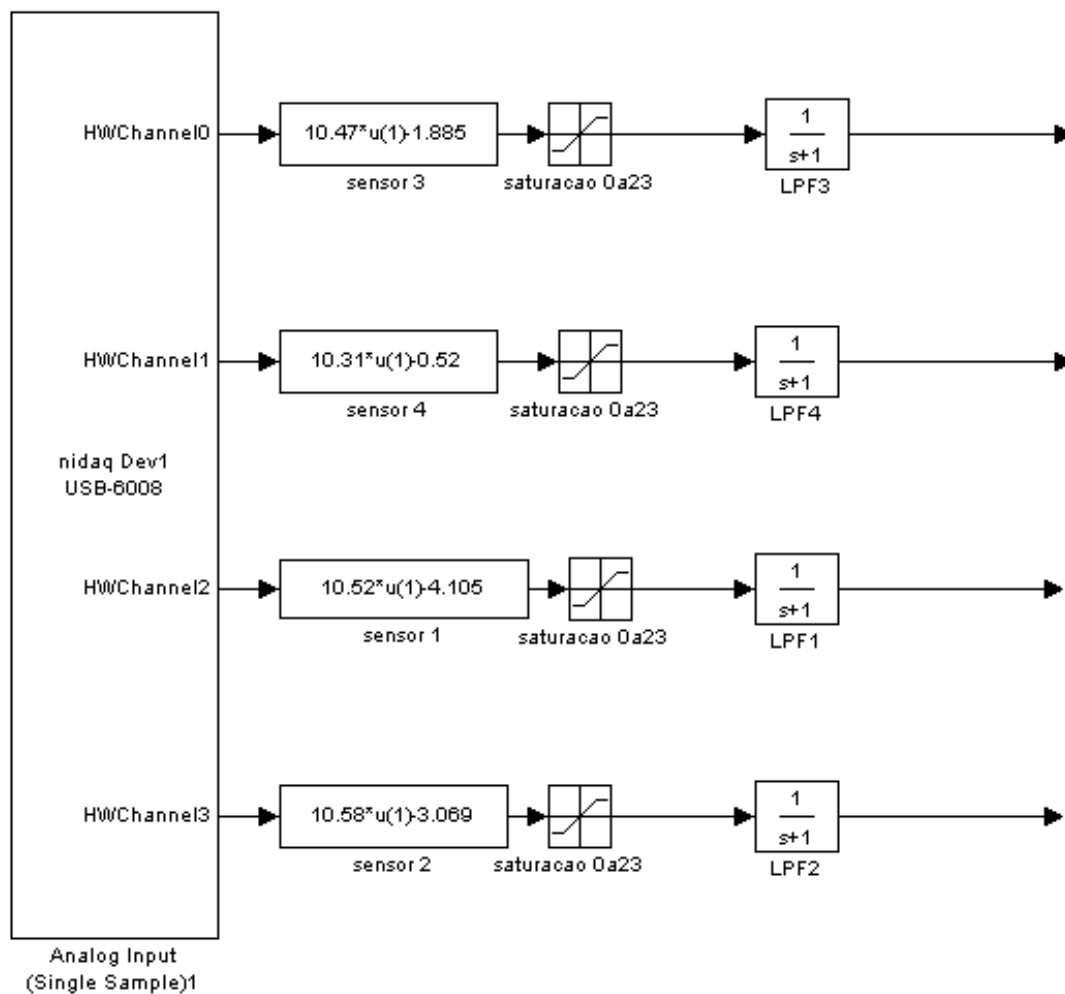 HWChannel0
10.47*u(1)-1.885
sensor 3
saturacao 0a23
1
s+1
LPF3
HWChannel1
10.31*u(1)-0.52
sensor 4
saturacao 0a23
1
s+1
LPF4
nidaq Dev1
USB-6008
HWChannel2
10.52*u(1)-4.105
sensor 1
saturacao 0a23
1
s+1
LPF1
HWChannel3
10.58*u(1)-3.069
sensor 2
saturacao 0a23
1
s+1
LPF2
Analog Input
(Single Sample)1